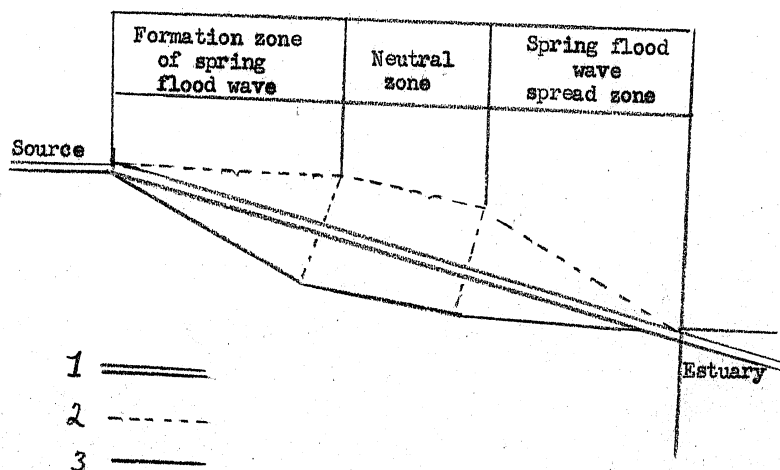 Formation zone
of spring
flood wave
Neutral
zone
Spring flood
wave
spread zone
Source
Estuary
1
2
3